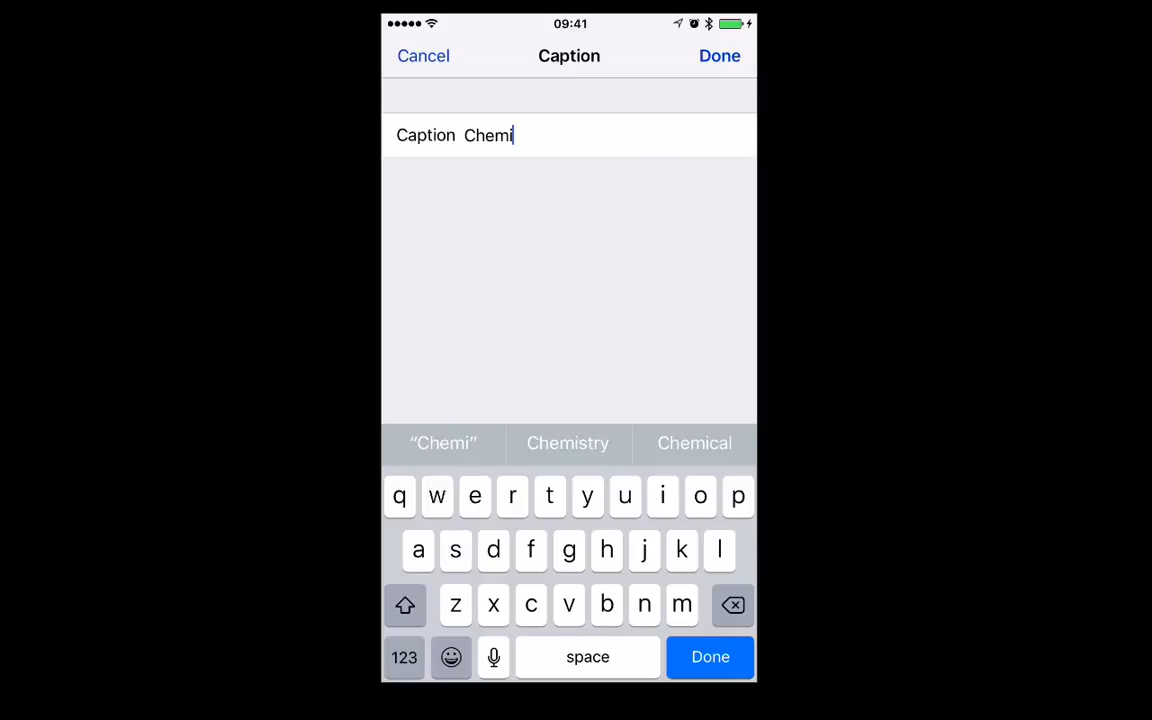 09:41
Cancel Caption Done
Caption Chemi
“Chemi” Chemistry Chemical
q w e r t y u i o p
a s d f g h j k l
z x c v b n m
123 space Done